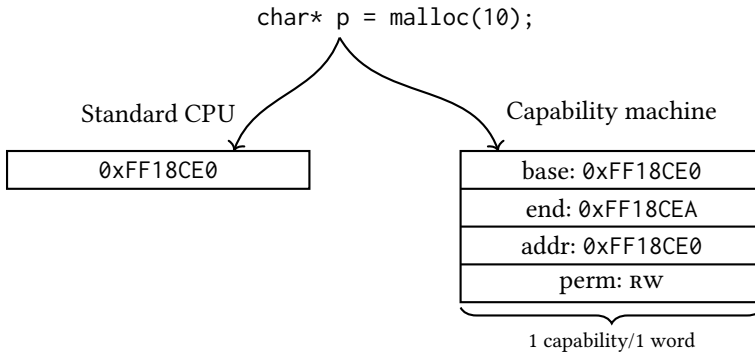 char* p = malloc(10);
Standard CPU
0xFF18CE0
Capability machine
base: 0xFF18CE0
end: 0xFF18CEA
addr: 0xFF18CE0
perm: RW
1 capability/1 word